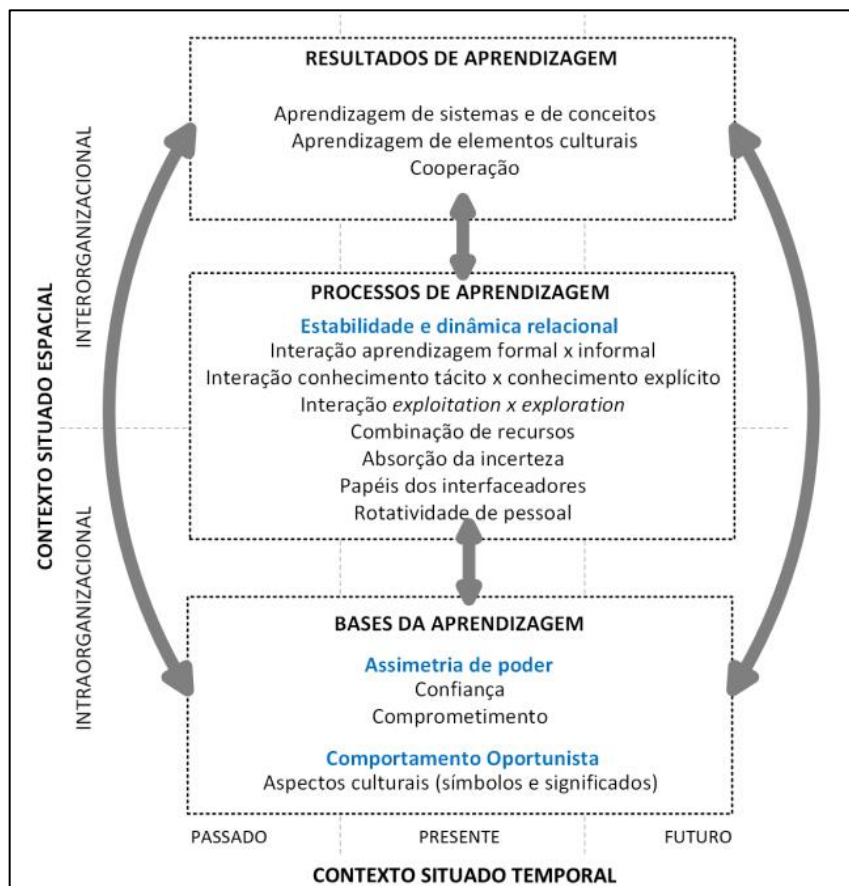 RESULTADOS DE APRENDIZAGEM
Aprendizagem de sistemas e de conceitos
Aprendizagem de elementos culturais
Cooperação
PROCESSOS DE APRENDIZAGEM
Estabilidade e dinâmica relacional
Interação aprendizagem formal x informal
Interação conhecimento tácito x conhecimento explícito
Interação exploitation x exploration
Combinação de recursos
Absorção da incerteza
Papéis dos interfaceadores
Rotatividade de pessoal
BASES DA APRENDIZAGEM
Assimetria de poder
Confiança
Comprometimento
Comportamento Oportunista
Aspectos culturais (símbolos e significados)
CONTEXTO SITUADO ESPACIAL
INTERORGANIZACIONAL
INTRAORGANIZACIONAL
PASSADO PRESENTE FUTURO
CONTEXTO SITUADO TEMPORAL